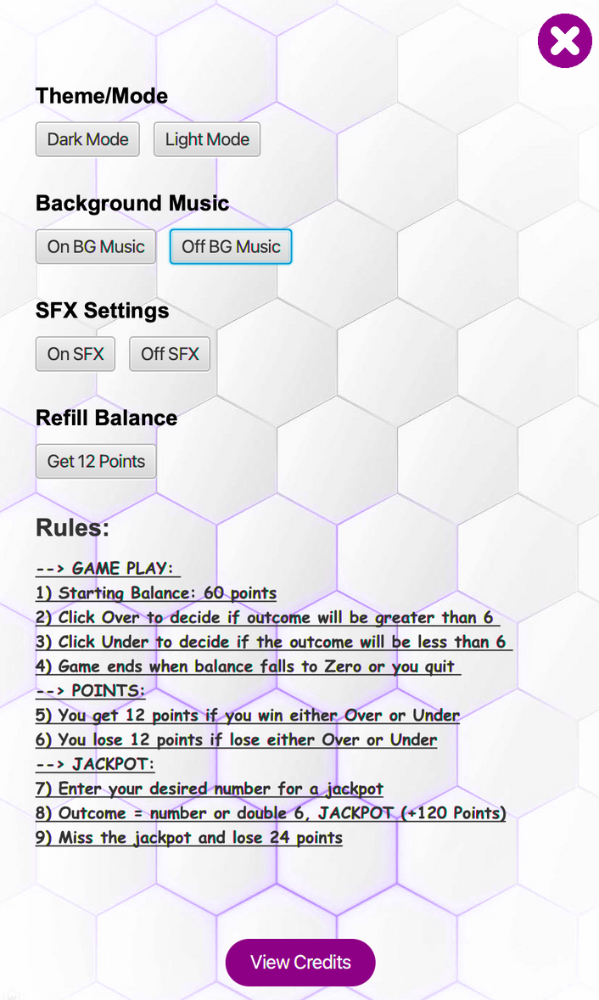 Theme/Mode
Dark Mode Light Mode
Background Music
On BG Music Off BG Music
SFX Settings
On SFX Off SFX
Refill Balance
Get 12 Points
Rules:
--> GAME PLAY:
1) Starting Balance: 60 points
2) Click Over to decide if outcome will be greater than 6
3) Click Under to decide if the outcome will be less than 6
4) Game ends when balance falls to Zero or you quit
--> POINTS:
5) You get 12 points if you win either Over or Under
6) You lose 12 points if lose either Over or Under
--> JACKPOT:
7) Enter your desired number for a jackpot
8) Outcome = number or double 6, JACKPOT (+120 Points)
9) Miss the jackpot and lose 24 points
View Credits